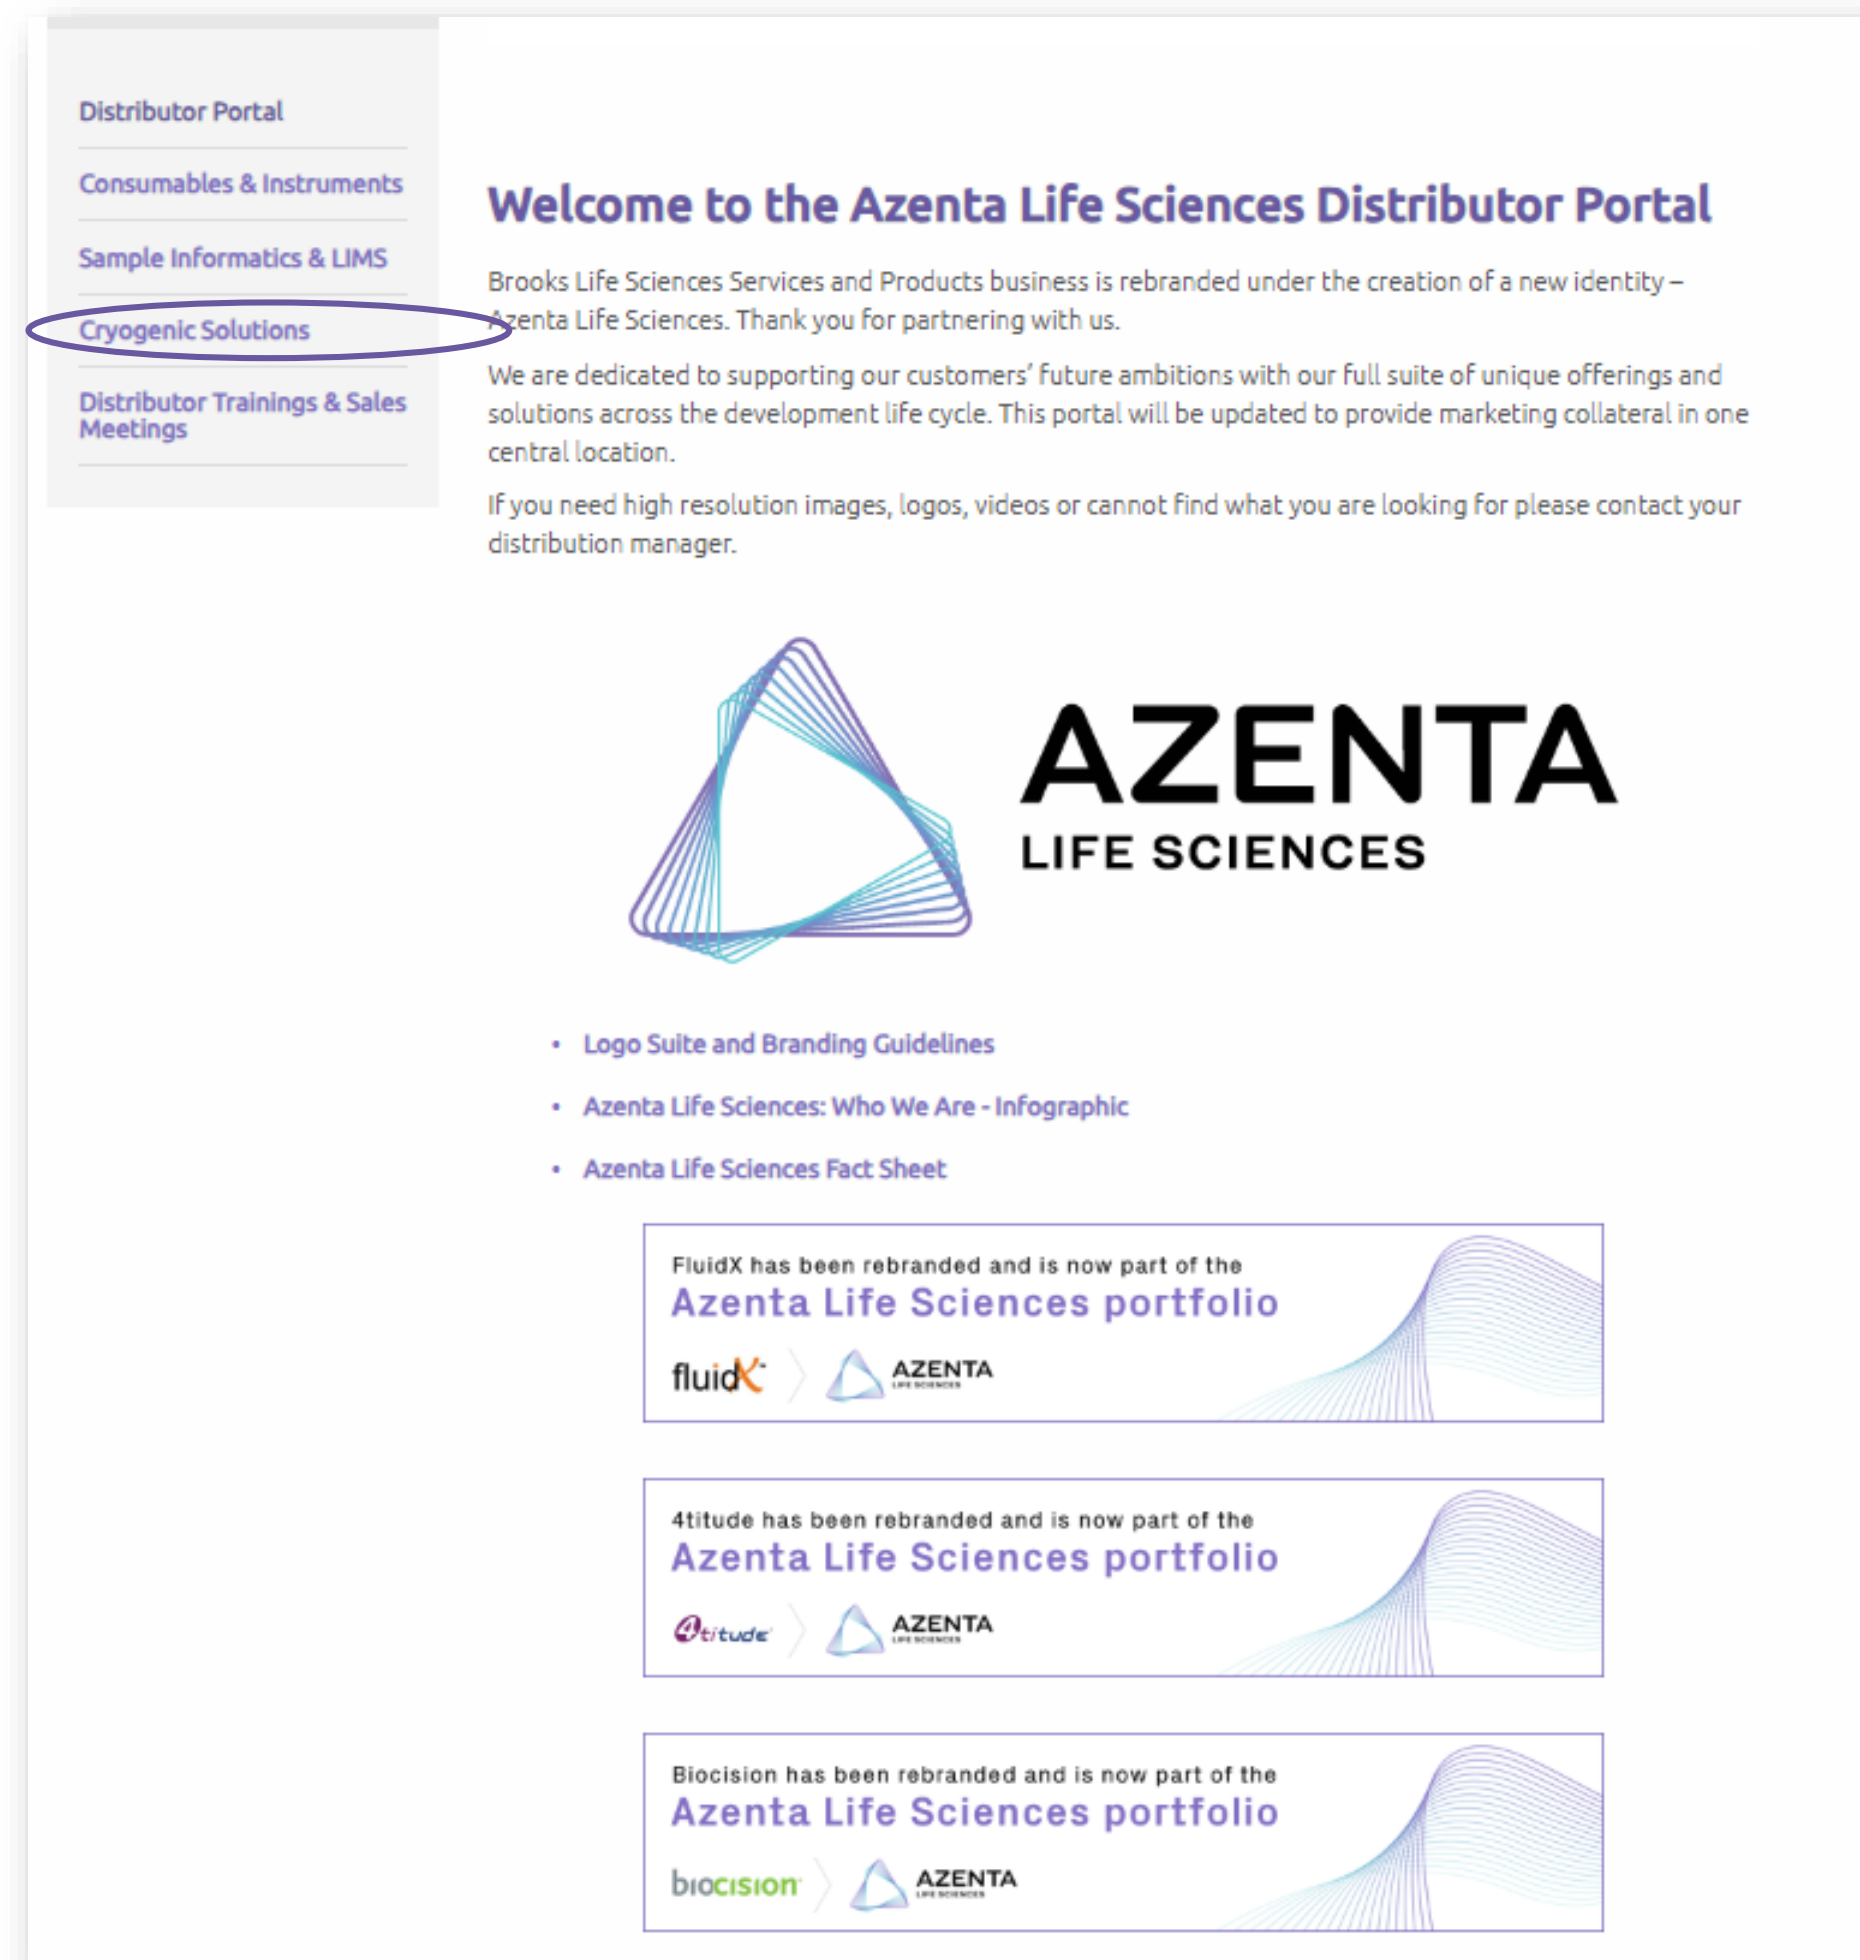 Distributor Portal
Consumables & Instruments
Sample Informatics & LIMS
Cryogenic Solutions
Distributor Trainings & Sales
Meetings
Welcome to the Azenta Life Sciences Distributor Portal
Brooks Life Sciences Services and Products business is rebranded under the creation of a new identity –
Azenta Life Sciences. Thank you for partnering with us.
We are dedicated to supporting our customers’ future ambitions with our full suite of unique offerings and
solutions across the development life cycle. This portal will be updated to provide marketing collateral in one
central location.
If you need high resolution images, logos, videos or cannot find what you are looking for please contact your
distribution manager.
AZENTA
LIFE SCIENCES
• Logo Suite and Branding Guidelines
• Azenta Life Sciences: Who We Are - Infographic
• Azenta Life Sciences Fact Sheet
FluidX has been rebranded and is now part of the
Azenta Life Sciences portfolio
fluidX™ AZENTA
LIFE SCIENCES
4titude has been rebranded and is now part of the
Azenta Life Sciences portfolio
4titude AZENTA
LIFE SCIENCES
Biocision has been rebranded and is now part of the
Azenta Life Sciences portfolio
biocision AZENTA
LIFE SCIENCES